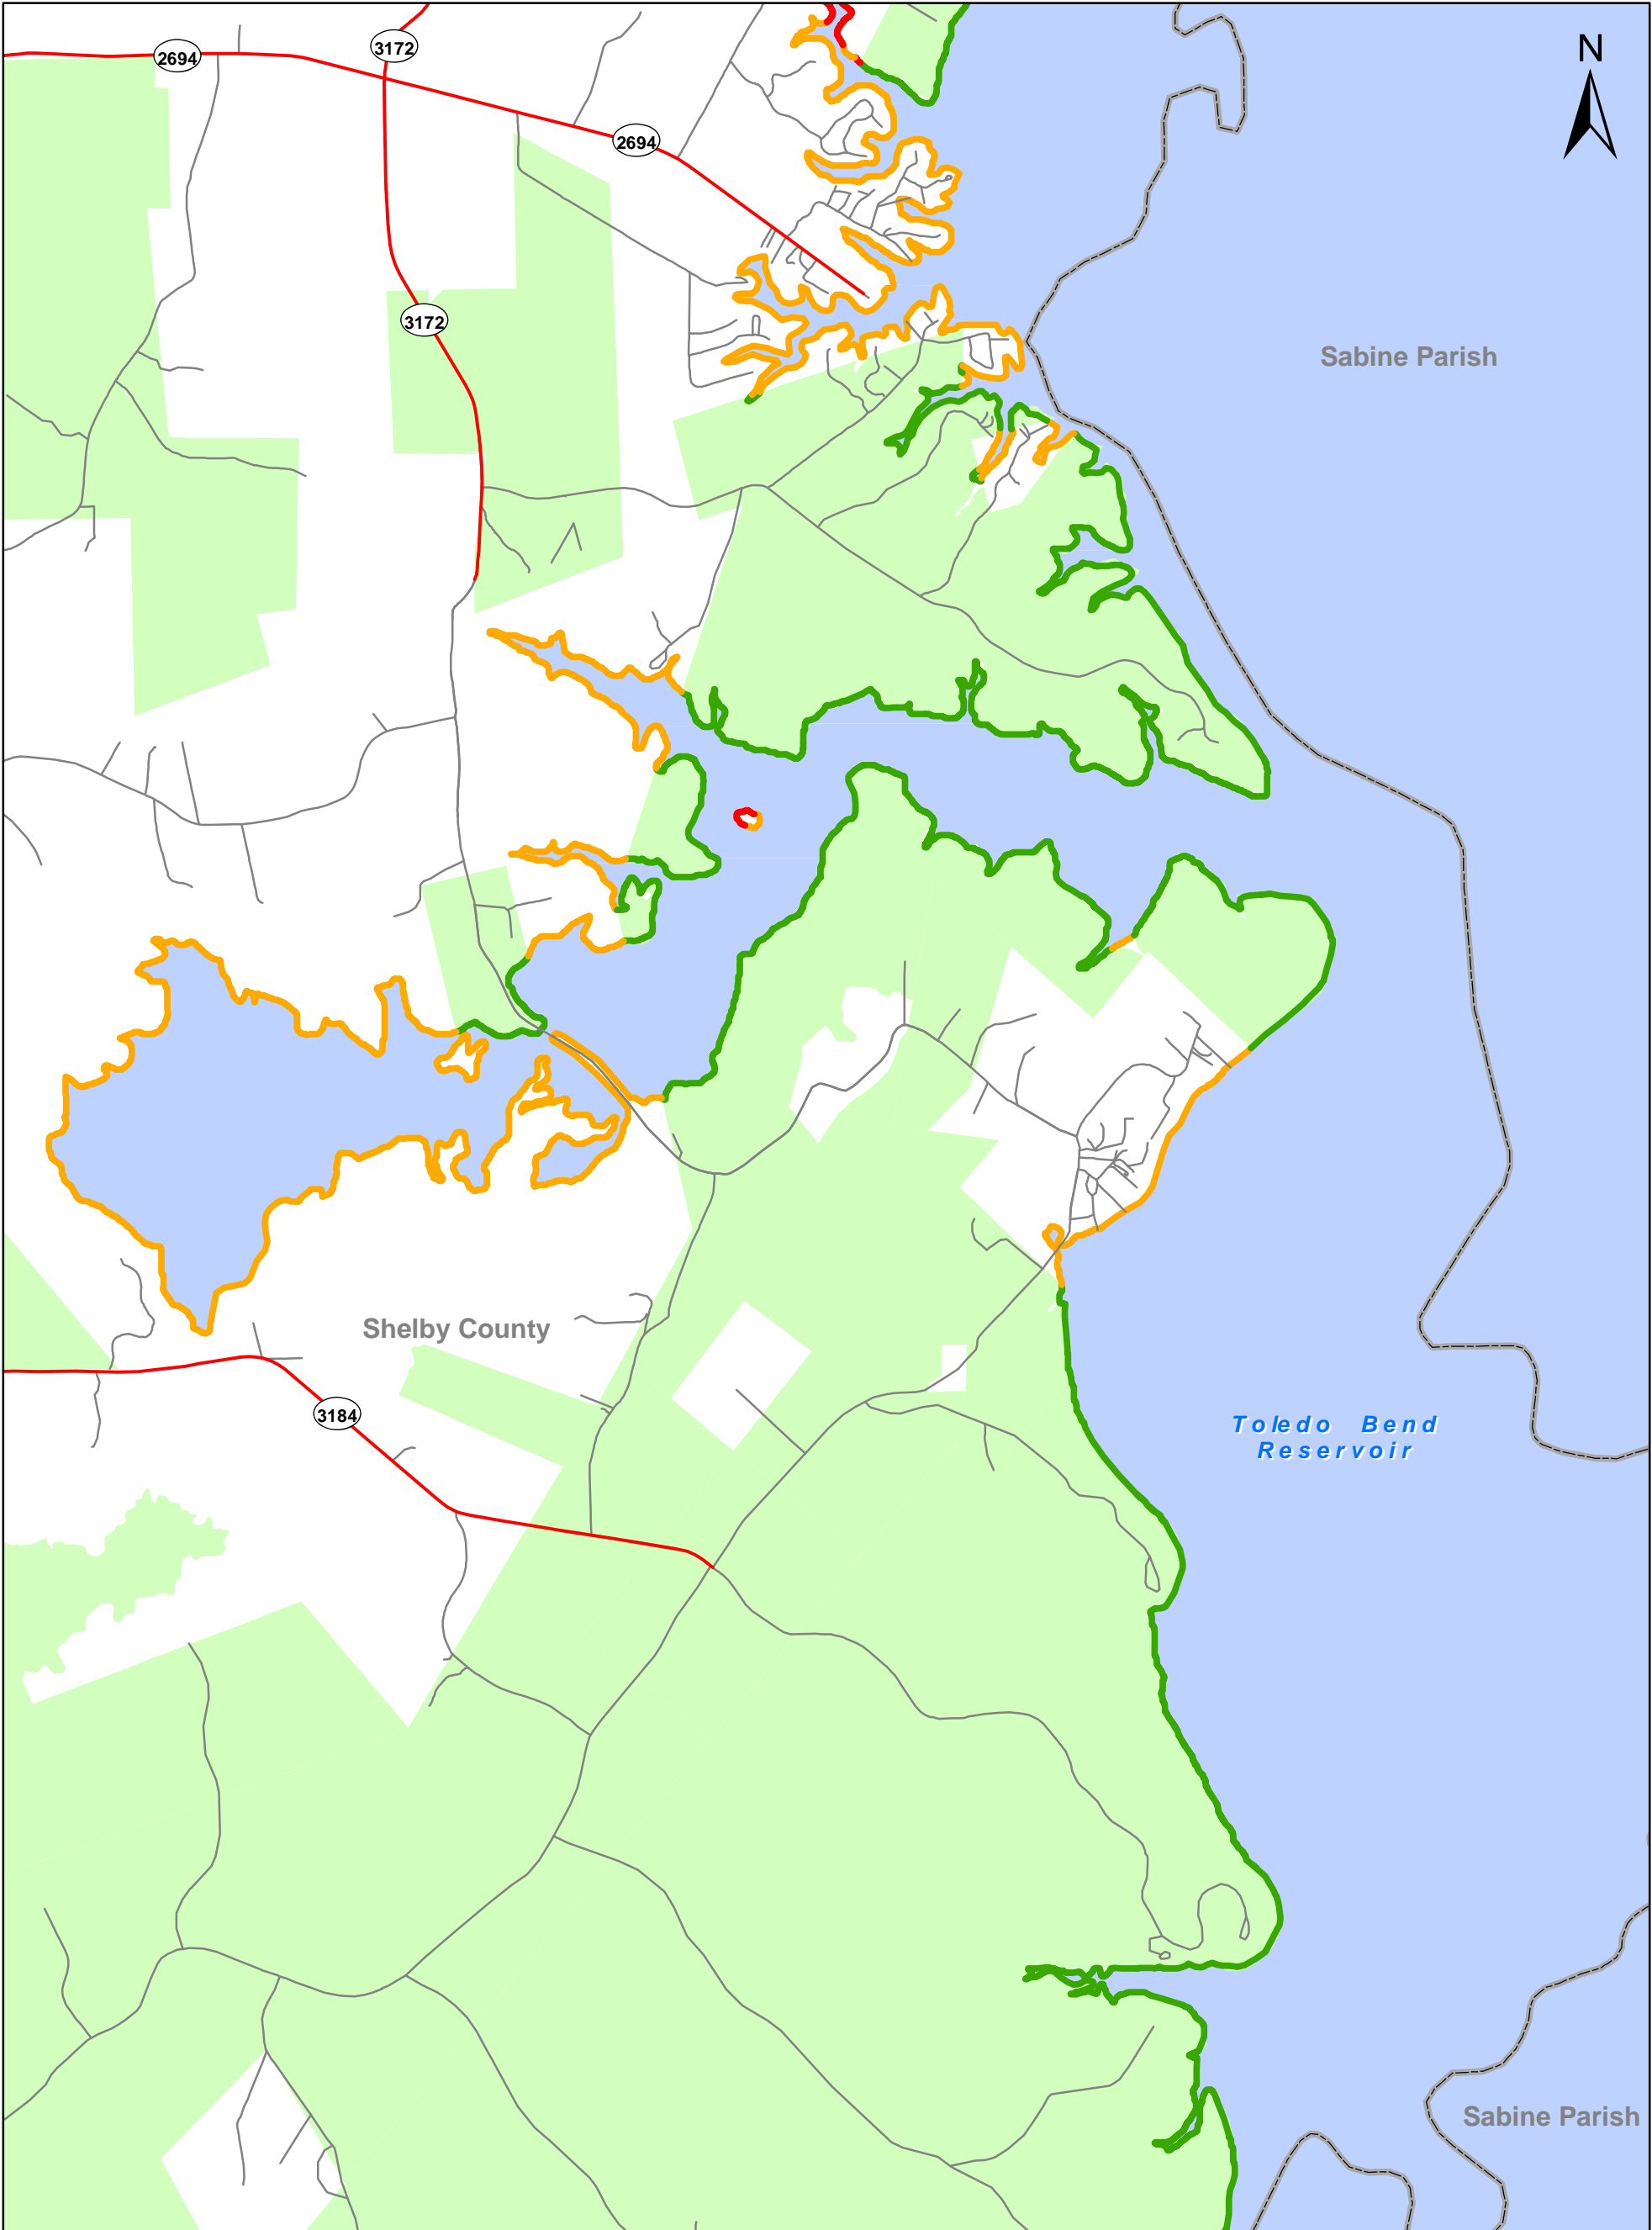 3172
2694
N
2694
3172
Sabine Parish
Shelby County
3184
Toledo Bend
Reservoir
Sabine Parish